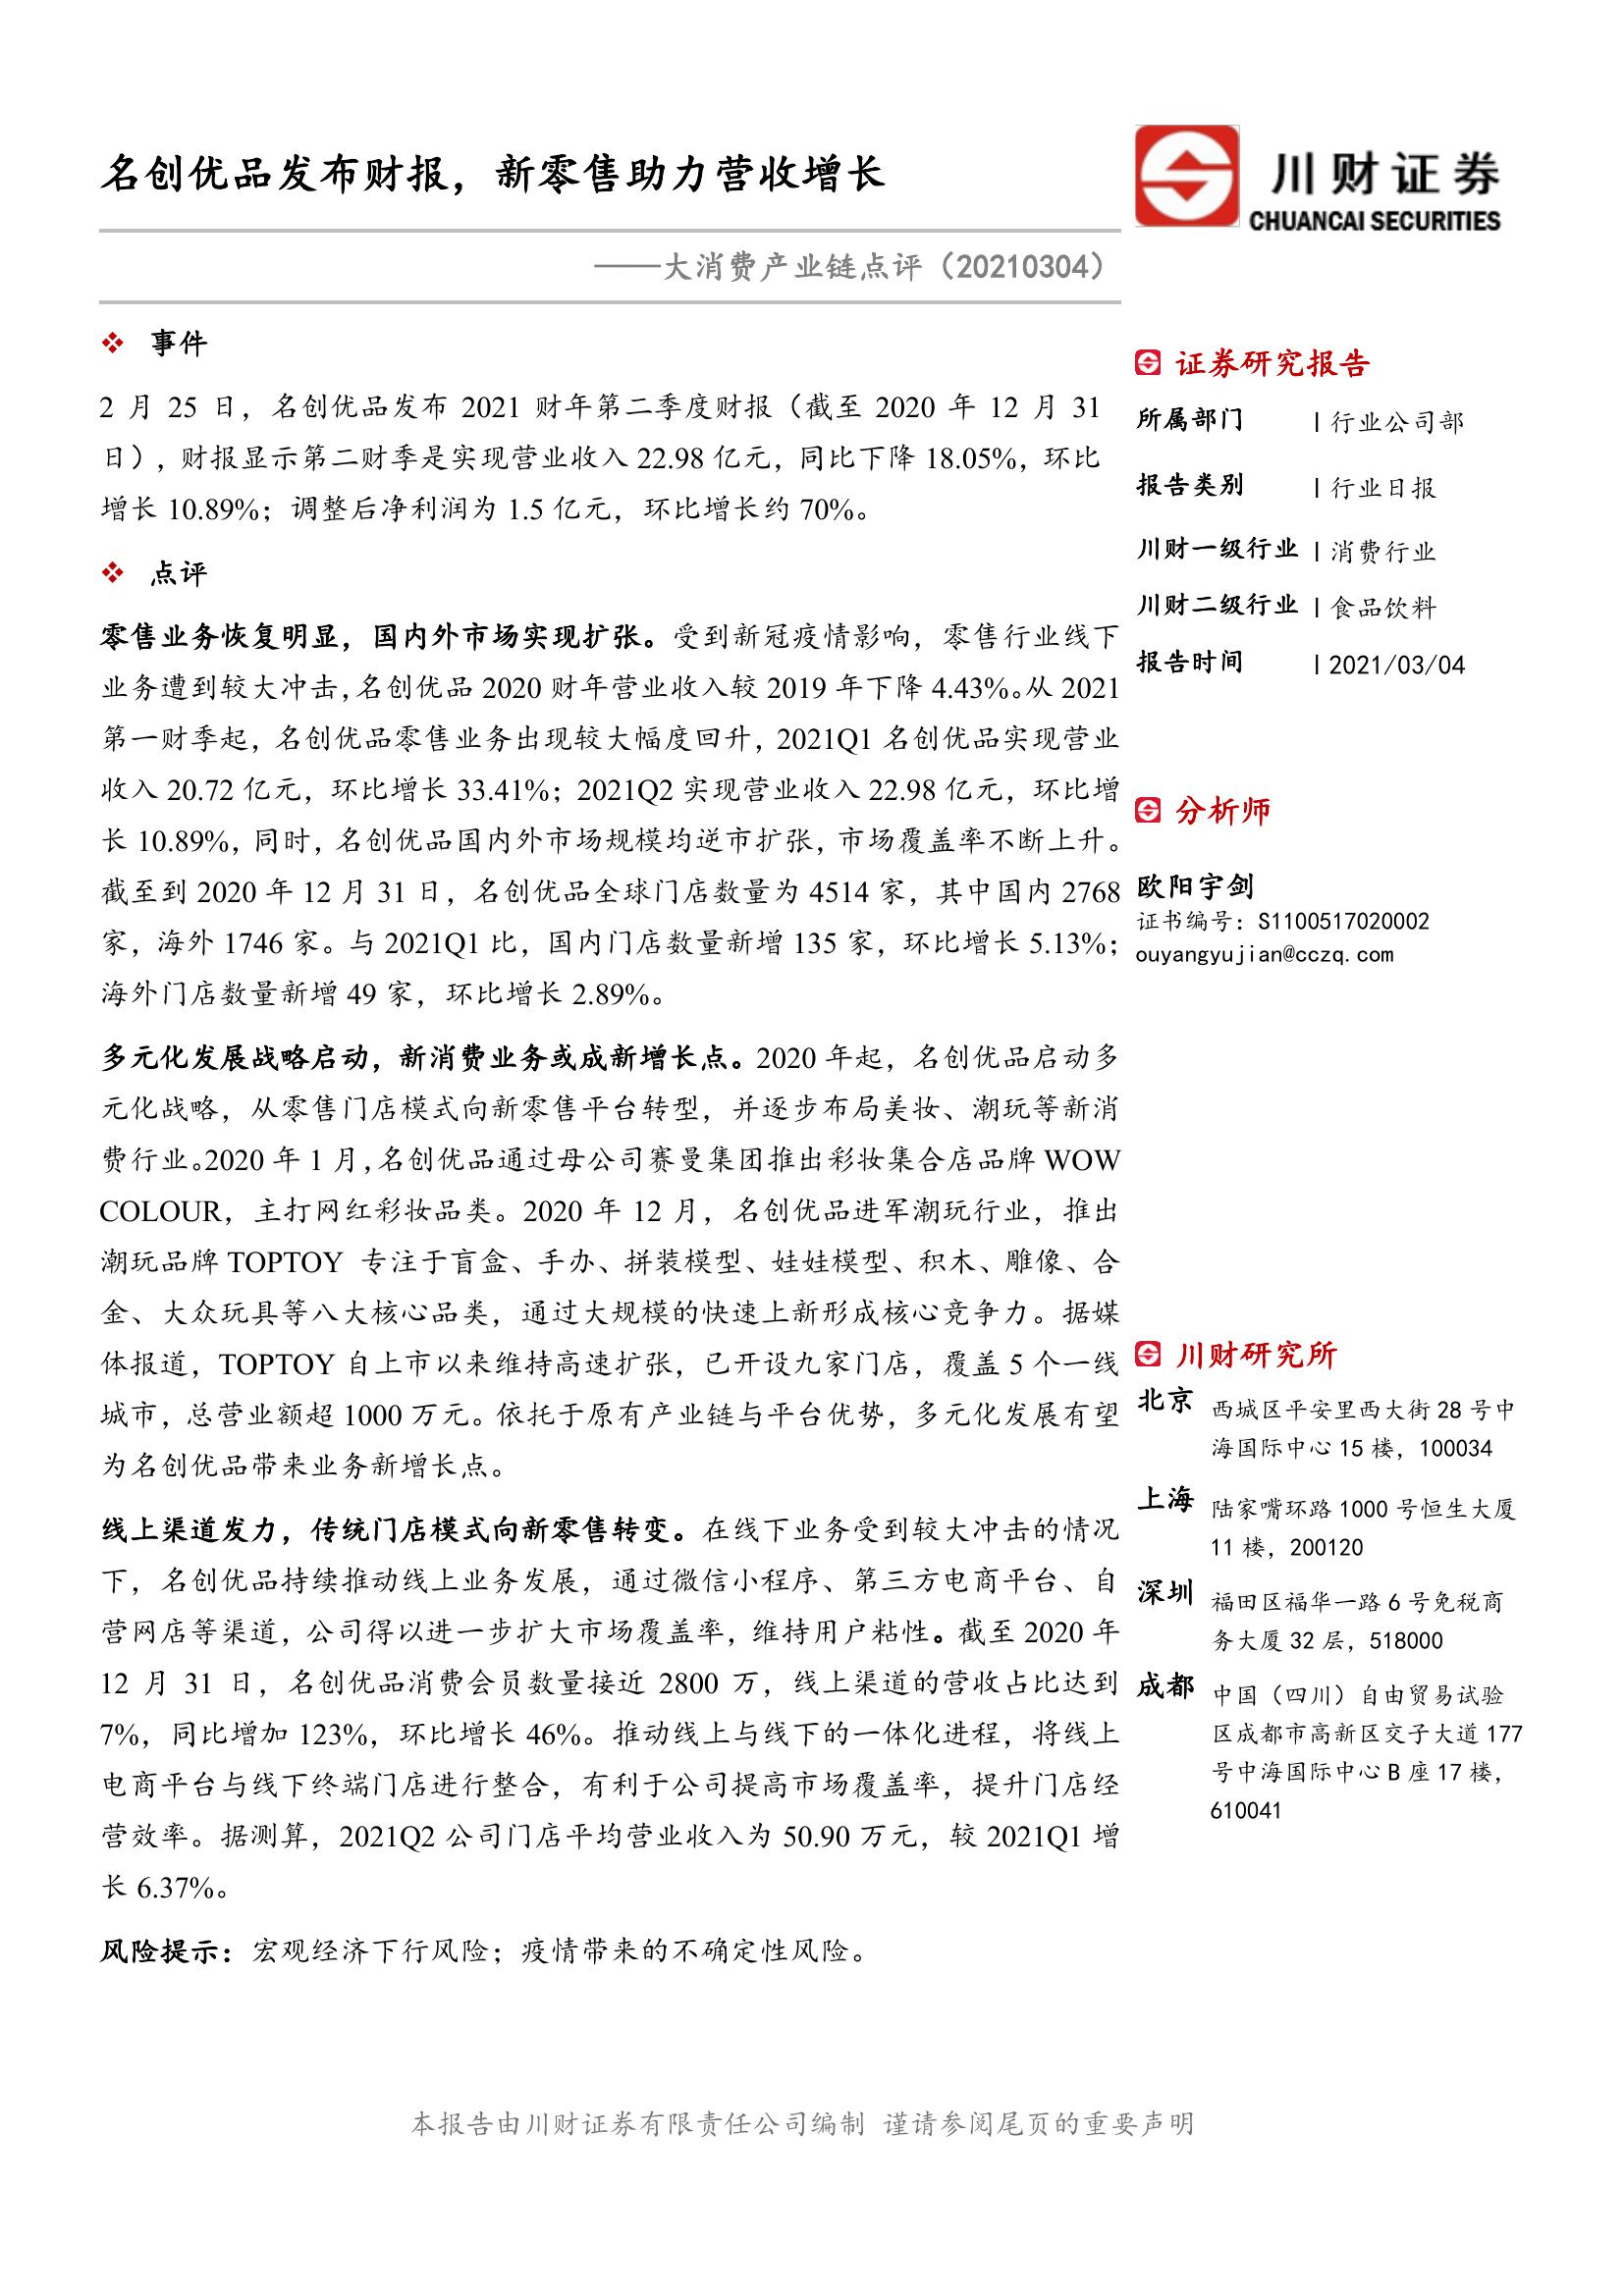 名创优品发布财报，新零售助力营收增长
川财证券
CHUANCAI SECURITIES
——大消费产业链点评（20210304）
❖ 事件
2 月 25 日，名创优品发布 2021 财年第二季度财报（截至 2020 年 12 月 31
日），财报显示第二财季是实现营业收入 22.98 亿元，同比下降 18.05%，环比
增长 10.89%；调整后净利润为 1.5 亿元，环比增长约 70%。
❖ 点评
零售业务恢复明显，国内外市场实现扩张。受到新冠疫情影响，零售行业线下
业务遭到较大冲击，名创优品 2020 财年营业收入较 2019 年下降 4.43%。从 2021
第一财季起，名创优品零售业务出现较大幅度回升，2021Q1 名创优品实现营业
收入 20.72 亿元，环比增长 33.41%；2021Q2 实现营业收入 22.98 亿元，环比增
长 10.89%，同时，名创优品国内外市场规模均逆市扩张，市场覆盖率不断上升。
截至到 2020 年 12 月 31 日，名创优品全球门店数量为 4514 家，其中国内 2768
家，海外 1746 家。与 2021Q1 比，国内门店数量新增 135 家，环比增长 5.13%；
海外门店数量新增 49 家，环比增长 2.89%。
多元化发展战略启动，新消费业务或成新增长点。2020 年起，名创优品启动多
元化战略，从零售门店模式向新零售平台转型，并逐步布局美妆、潮玩等新消
费行业。2020 年 1 月，名创优品通过母公司赛曼集团推出彩妆集合店品牌 WOW
COLOUR，主打网红彩妆品类。2020 年 12 月，名创优品进军潮玩行业，推出
潮玩品牌 TOPTOY 专注于盲盒、手办、拼装模型、娃娃模型、积木、雕像、合
金、大众玩具等八大核心品类，通过大规模的快速上新形成核心竞争力。据媒
体报道，TOPTOY 自上市以来维持高速扩张，已开设九家门店，覆盖 5 个一线
城市，总营业额超 1000 万元。依托于原有产业链与平台优势，多元化发展有望
为名创优品带来业务新增长点。
线上渠道发力，传统门店模式向新零售转变。在线下业务受到较大冲击的情况
下，名创优品持续推动线上业务发展，通过微信小程序、第三方电商平台、自
营网店等渠道，公司得以进一步扩大市场覆盖率，维持用户粘性。截至 2020 年
12 月 31 日，名创优品消费会员数量接近 2800 万，线上渠道的营收占比达到
7%，同比增加 123%，环比增长 46%。推动线上与线下的一体化进程，将线上
电商平台与线下终端门店进行整合，有利于公司提高市场覆盖率，提升门店经
营效率。据测算，2021Q2 公司门店平均营业收入为 50.90 万元，较 2021Q1 增
长 6.37%。
风险提示：宏观经济下行风险；疫情带来的不确定性风险。
证券研究报告
所属部门 | 行业公司部
报告类别 | 行业日报
川财一级行业 | 消费行业
川财二级行业 | 食品饮料
报告时间 | 2021/03/04
分析师
欧阳宇剑
证书编号：S1100517020002
ouyangyujian@cczq.com
川财研究所
北京 西城区平安里西大街 28 号中
海国际中心 15 楼，100034
上海 陆家嘴环路 1000 号恒生大厦
11 楼，200120
深圳 福田区福华一路 6 号免税商
务大厦 32 层，518000
成都 中国（四川）自由贸易试验
区成都市高新区交子大道 177
号中海国际中心 B 座 17 楼，
610041
本报告由川财证券有限责任公司编制 谨请参阅尾页的重要声明